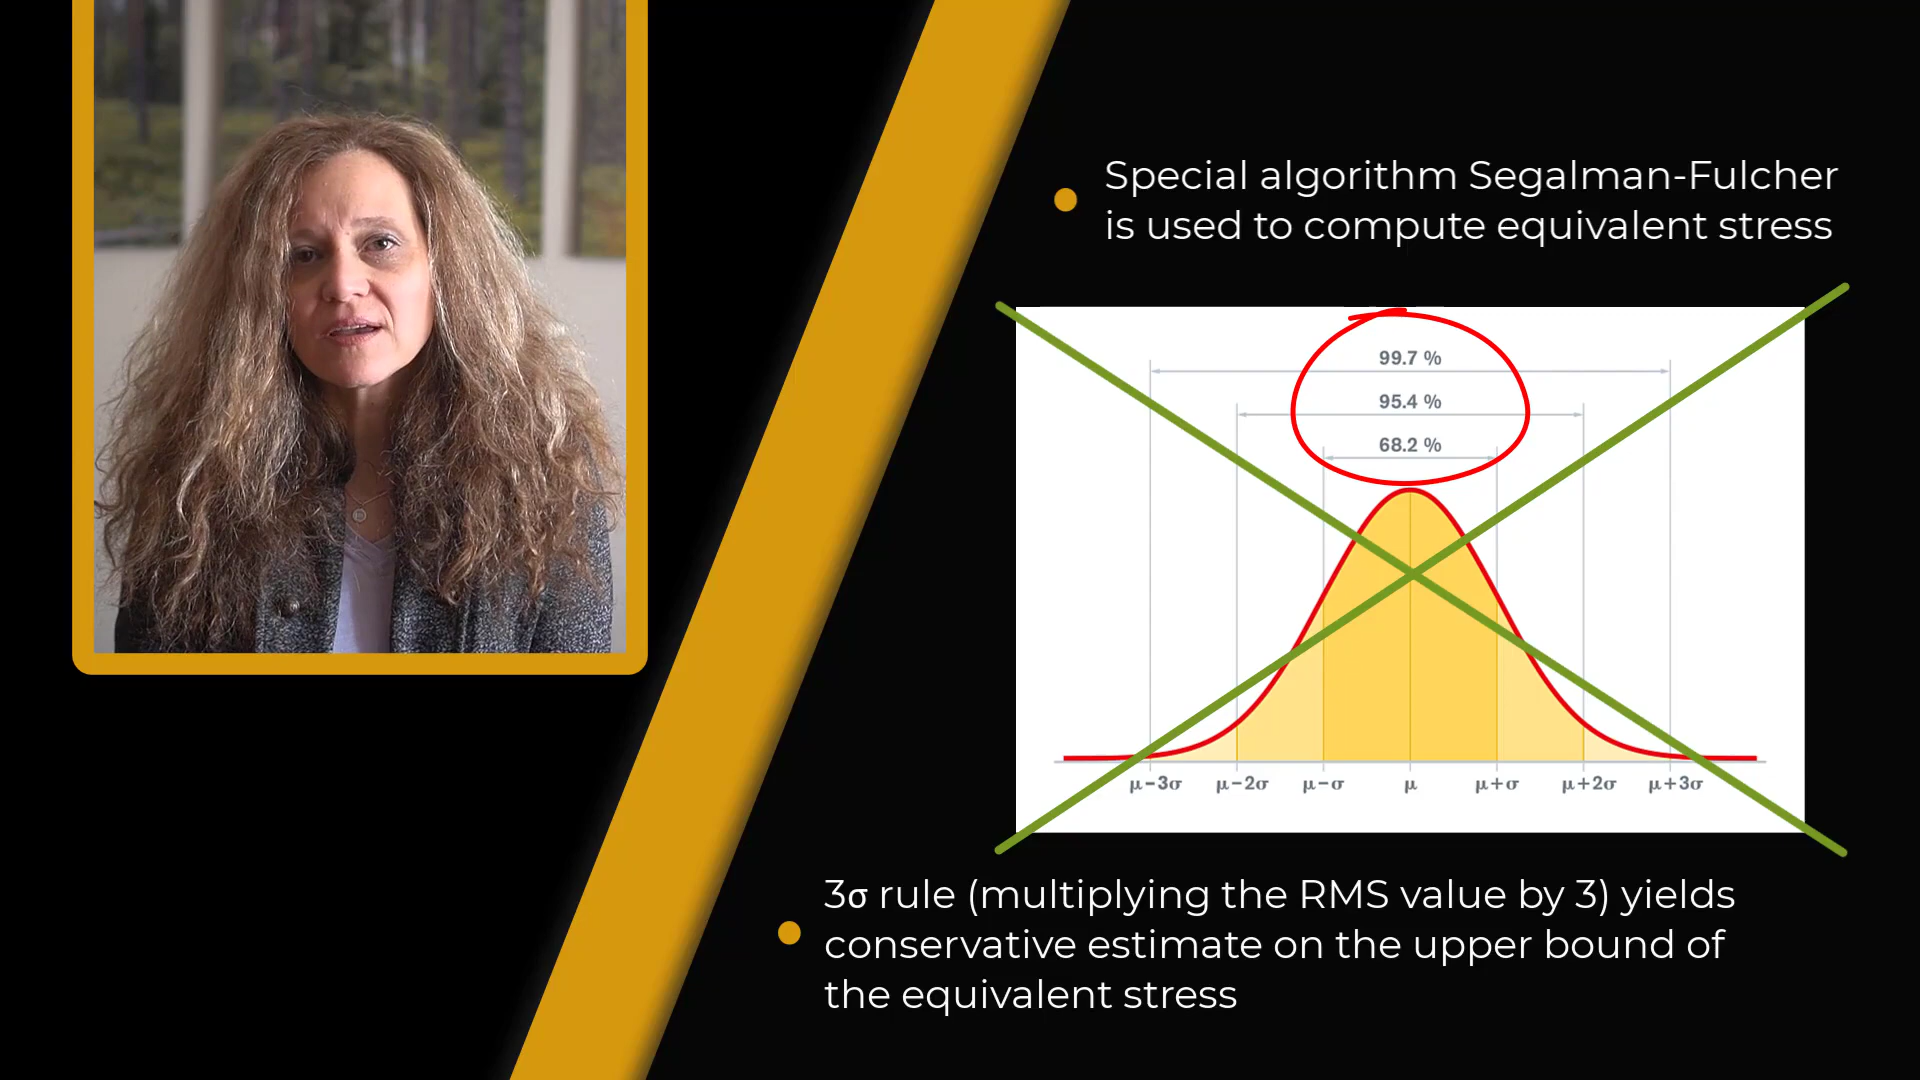 Special algorithm Segalman-Fulcher
is used to compute equivalent stress
99.7 %
95.4 %
68.2 %
μ−3σ μ−2σ μ−σ μ μ+σ μ+2σ μ+3σ
3σ rule (multiplying the RMS value by 3) yields
conservative estimate on the upper bound of
the equivalent stress